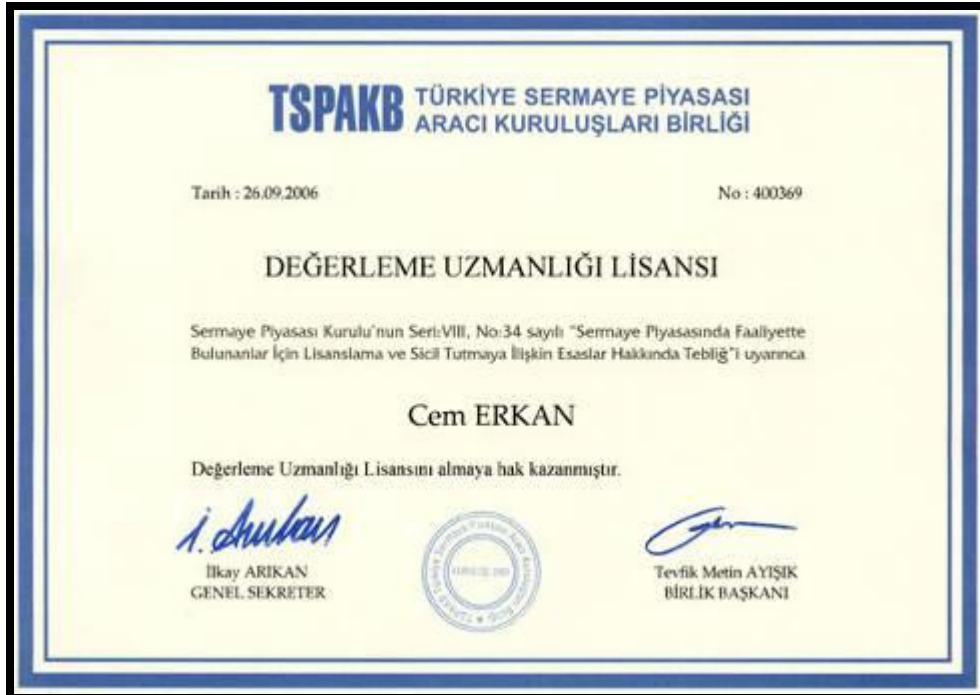 TSPAKB TÜRKİYE SERMAYE PİYASASI
ARACI KURULUŞLARI BİRLİĞİ
Tarih : 26.09.2006
No : 400369
DEĞERLEME UZMANLIĞI LİSANSI
Sermaye Piyasası Kurulu'nun Seri:VIII, No:34 sayılı "Sermaye Piyasasında Faaliyette
Bulunanlar İçin Lisanslama ve Sicil Tutmaya İlişkin Esaslar Hakkında Tebliğ"i uyarınca
Cem ERKAN
Değerleme Uzmanlığı Lisansını almaya hak kazanmıştır.
İlkay ARIKAN
GENEL SEKRETER
Tevfik Metin AYIŞIK
BİRLİK BAŞKANI